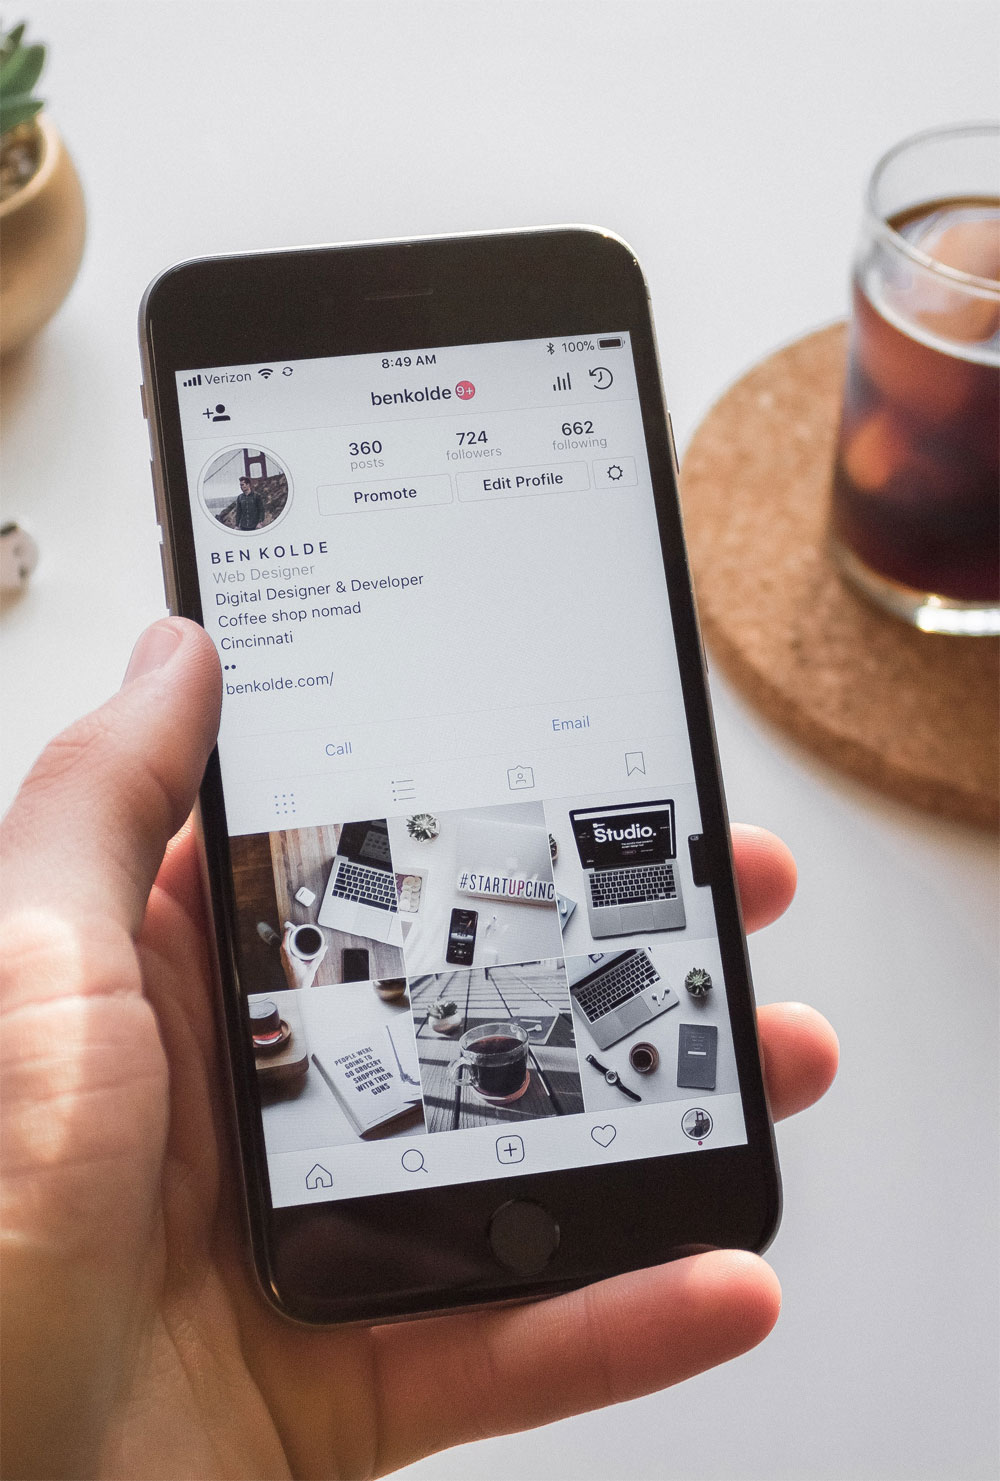 Verizon 8:49 AM 100%
benkolde 9+
360 724 662
posts followers following
Promote Edit Profile
BEN KOLDE
Web Designer
Digital Designer & Developer
Coffee shop nomad
Cincinnati
••
benkolde.com/
Call Email
Studio.
#STARTUPCINC
PEOPLE WERE
GOING TO
GO GROCERY
SHOPPING
WITH THEIR
GUNS